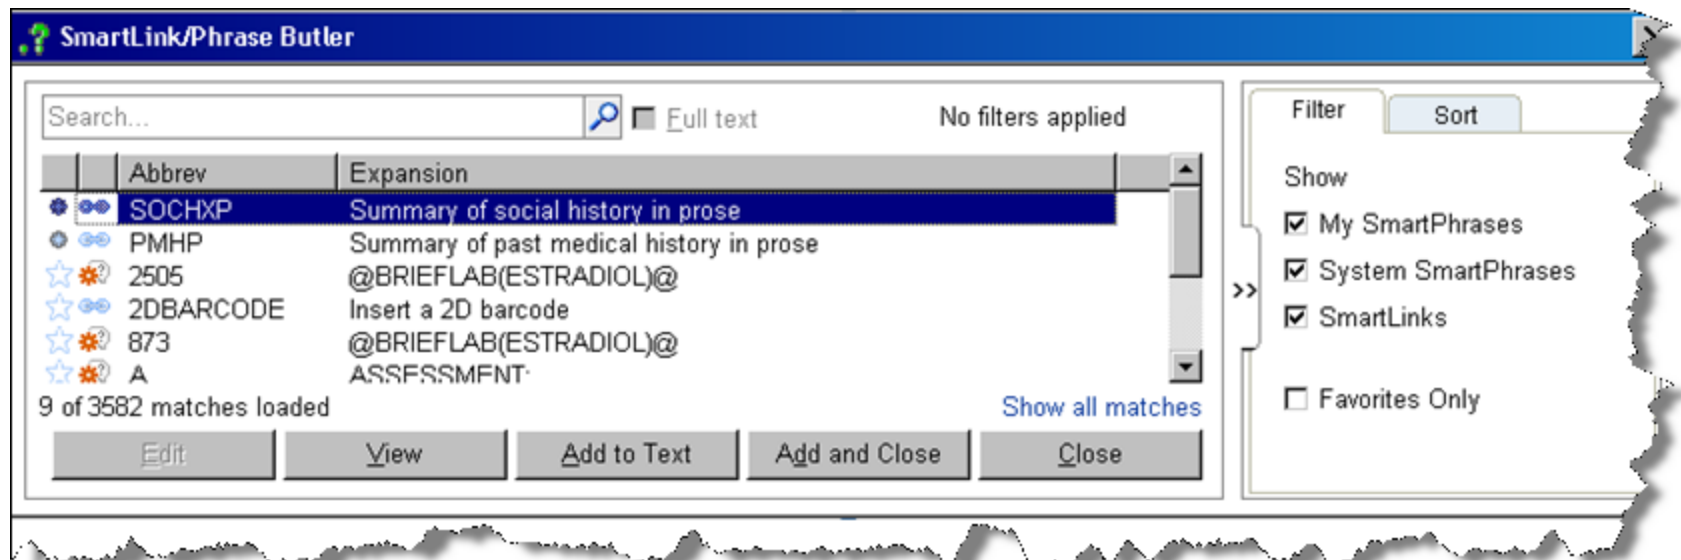 SmartLink/Phrase Butler
Search...
Full text
No filters applied
Abbrev Expansion
SOCHXP Summary of social history in prose
PMHP Summary of past medical history in prose
2505 @BRIEFLAB(ESTRADIOL)@
2DBARCODE Insert a 2D barcode
873 @BRIEFLAB(ESTRADIOL)@
A ASSESSMENT:
9 of 3582 matches loaded
Show all matches
Edit View Add to Text Add and Close Close
>>
Filter Sort
Show
My SmartPhrases
System SmartPhrases
SmartLinks
Favorites Only